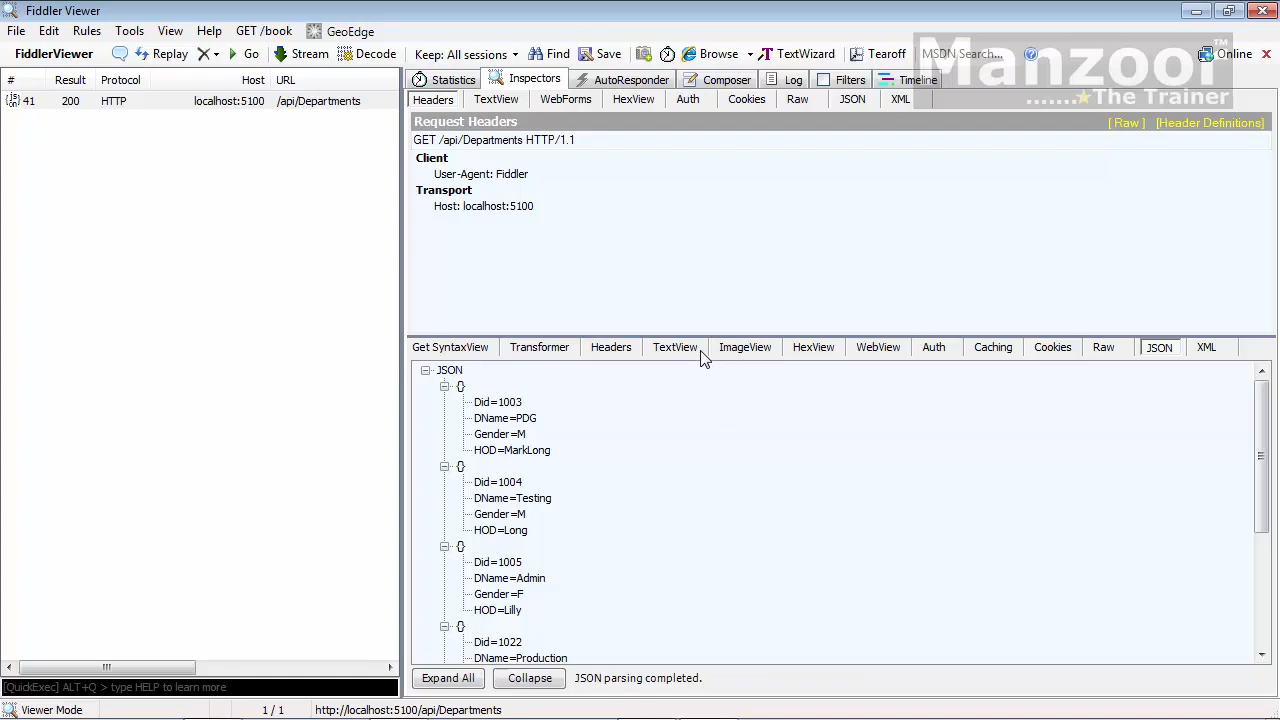 Fiddler Viewer
File Edit Rules Tools View Help GET /book GeoEdge
FiddlerViewer Replay Go Stream Decode Keep: All sessions Find Save Browse TextWizard Tearoff MSDN Search... Online
Manzoor™
.......★The Trainer
# Result Protocol Host URL
41 200 HTTP localhost:5100 /api/Departments
Statistics Inspectors AutoResponder Composer Log Filters Timeline
Headers TextView WebForms HexView Auth Cookies Raw JSON XML
Request Headers [ Raw ] [Header Definitions]
GET /api/Departments HTTP/1.1
Client
User-Agent: Fiddler
Transport
Host: localhost:5100
Get SyntaxView Transformer Headers TextView ImageView HexView WebView Auth Caching Cookies Raw JSON XML
JSON
{}
Did=1003
DName=PDG
Gender=M
HOD=MarkLong
{}
Did=1004
DName=Testing
Gender=M
HOD=Long
{}
Did=1005
DName=Admin
Gender=F
HOD=Lilly
{}
Did=1022
DName=Production
Expand All Collapse JSON parsing completed.
[QuickExec] ALT+Q > type HELP to learn more
Viewer Mode 1 / 1 http://localhost:5100/api/Departments